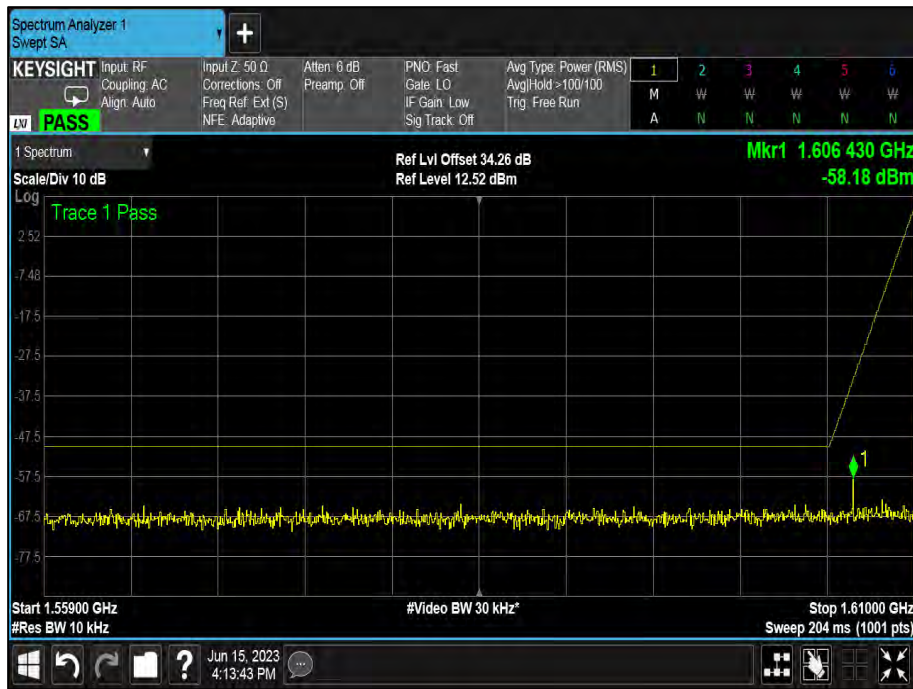 Spectrum Analyzer 1
Swept SA
+
KEYSIGHT
Input: RF
Coupling: AC
Align: Auto
Input Z: 50 Ω
Corrections: Off
Freq Ref: Ext (S)
NFE: Adaptive
Atten: 6 dB
Preamp: Off
PNO: Fast
Gate: LO
IF Gain: Low
Sig Track: Off
Avg Type: Power (RMS)
Avg|Hold >100/100
Trig: Free Run
1 2 3 4 5 6
M W W W W W
A N N N N N
LXI PASS
1 Spectrum
Scale/Div 10 dB
Ref Lvl Offset 34.26 dB
Ref Level 12.52 dBm
Mkr1 1.606 430 GHz
-58.18 dBm
Log
Trace 1 Pass
2.52
-7.48
-17.5
-27.5
-37.5
-47.5
-57.5
-67.5
-77.5
1
Start 1.55900 GHz
#Res BW 10 kHz
#Video BW 30 kHz*
Stop 1.61000 GHz
Sweep 204 ms (1001 pts)
?
Jun 15, 2023
4:13:43 PM